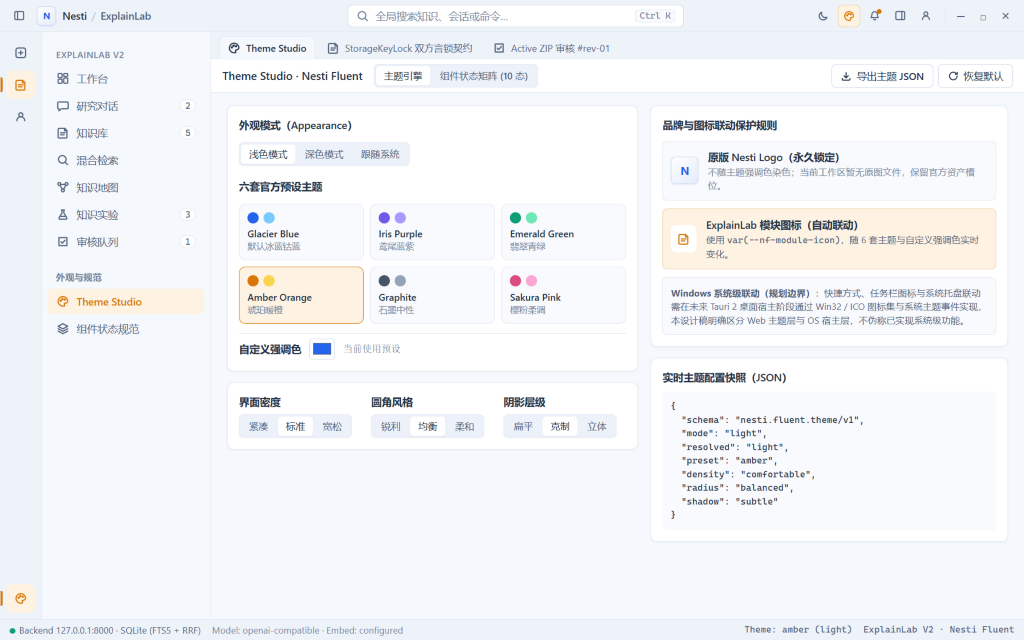 N Nesti / ExplainLab
全局搜索知识、会话或命令...
Ctrl K
EXPLAINLAB V2
工作台
研究对话 2
知识库 5
混合检索
知识地图
知识实验 3
审核队列 1
外观与规范
Theme Studio
组件状态规范
Theme Studio
StorageKeyLock 双方言锁契约
Active ZIP 审核 #rev-01
Theme Studio · Nesti Fluent
主题引擎
组件状态矩阵 (10 态)
导出主题 JSON
恢复默认
外观模式 (Appearance)
浅色模式 深色模式 跟随系统
六套官方预设主题
Glacier Blue
默认冰蓝钴蓝
Iris Purple
鸢尾蓝紫
Emerald Green
翡翠青绿
Amber Orange
琥珀暖橙
Graphite
石墨中性
Sakura Pink
樱粉柔调
自定义强调色
当前使用预设
界面密度
紧凑 标准 宽松
圆角风格
锐利 均衡 柔和
阴影层级
扁平 克制 立体
品牌与图标联动保护规则
N
原版 Nesti Logo（永久锁定）
不随主题强调色染色；当前工作区暂无原图文件，保留官方资产槽
位。
ExplainLab 模块图标（自动联动）
使用 var(--nf-module-icon)，随 6 套主题与自定义强调色实时
变化。
Windows 系统级联动（规划边界）：快捷方式、任务栏图标与系统托盘联动
需在未来 Tauri 2 桌面宿主阶段通过 Win32 / ICO 图标集与系统主题事件实现，
本设计稿明确区分 Web 主题层与 OS 宿主层，不伪称已实现系统级功能。
实时主题配置快照（JSON）
{
"schema": "nesti.fluent.theme/v1",
"mode": "light",
"resolved": "light",
"preset": "amber",
"density": "comfortable",
"radius": "balanced",
"shadow": "subtle"
}
Backend 127.0.0.1:8000 · SQLite (FTS5 + RRF)
Model: openai-compatible · Embed: configured
Theme: amber (light)
ExplainLab V2 · Nesti Fluent